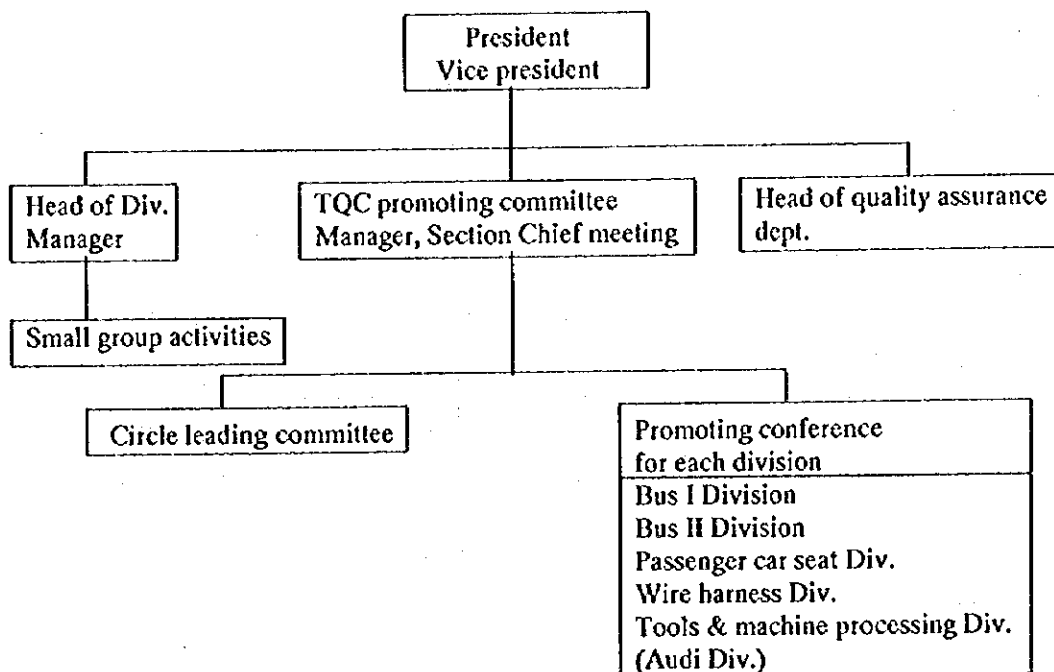 President
Vice president
Head of Div.
Manager
TQC promoting committee
Manager, Section Chief meeting
Head of quality assurance
dept.
Small group activities
Circle leading committee
Promoting conference
for each division
Bus I Division
Bus II Division
Passenger car seat Div.
Wire harness Div.
Tools & machine processing Div.
(Audi Div.)